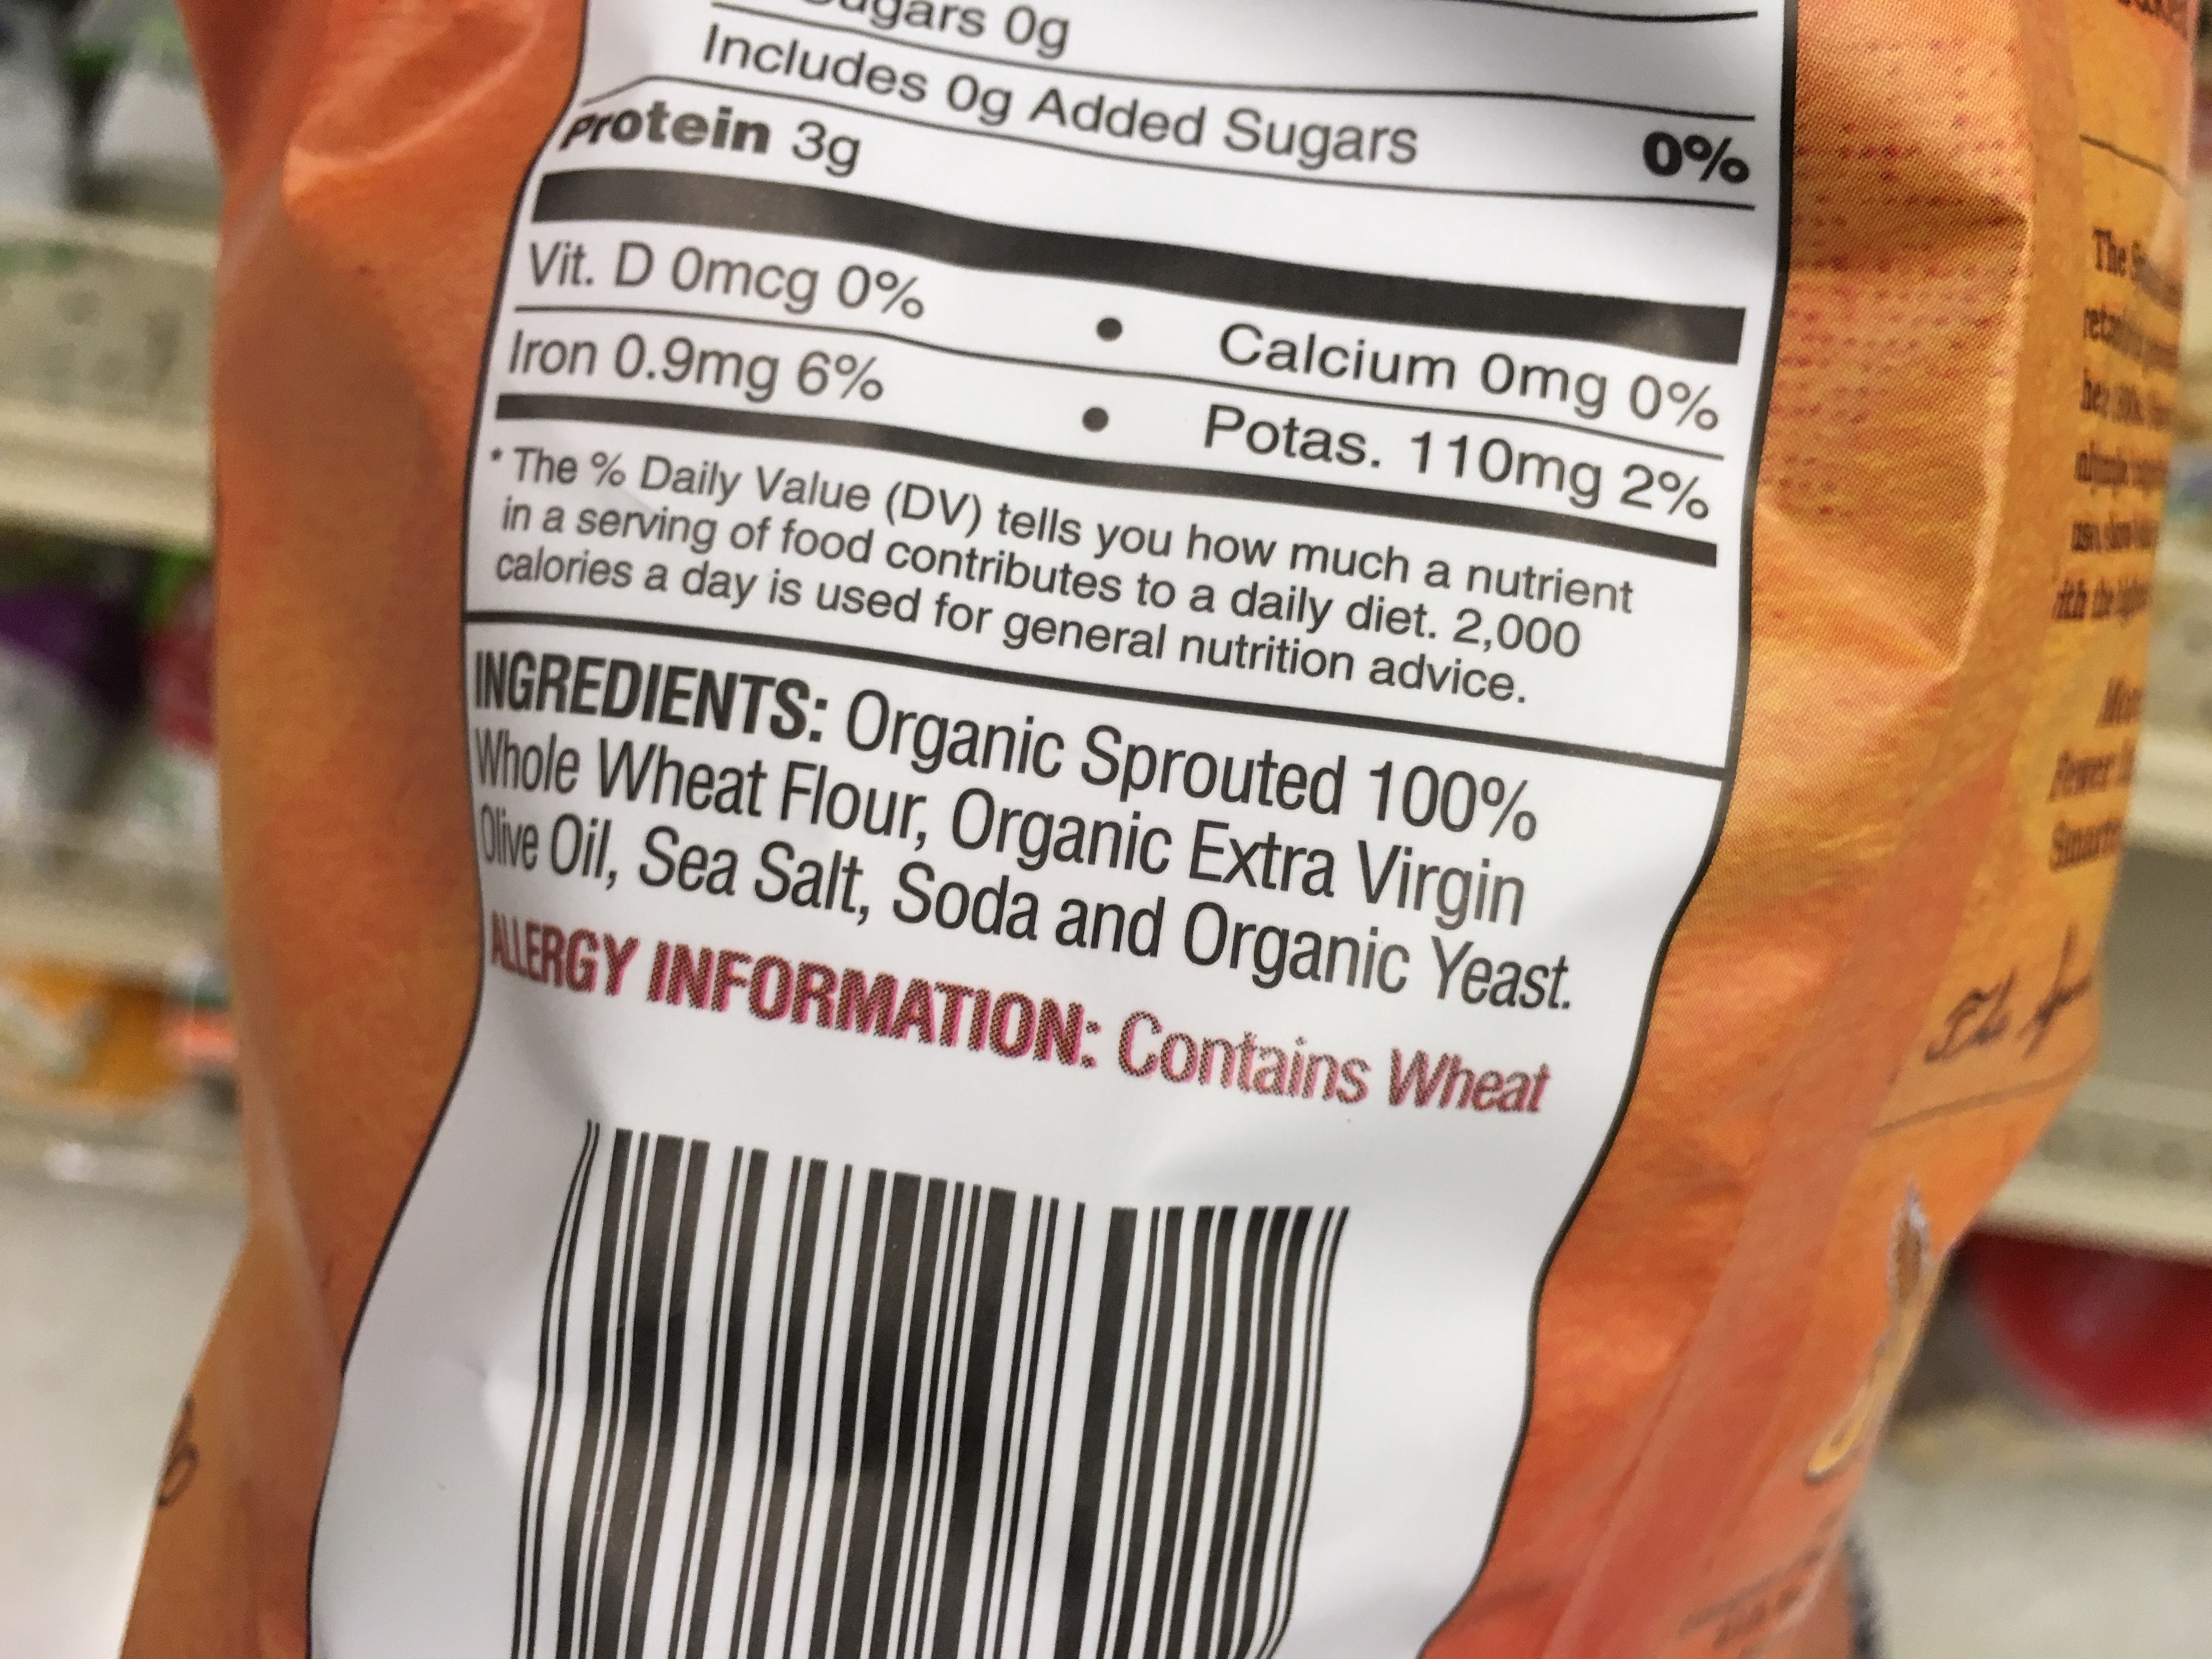 Sugars 0g
Includes 0g Added Sugars 0%
Protein 3g
Vit. D 0mcg 0% • Calcium 0mg 0%
Iron 0.9mg 6% • Potas. 110mg 2%
* The % Daily Value (DV) tells you how much a nutrient
in a serving of food contributes to a daily diet. 2,000
calories a day is used for general nutrition advice.
INGREDIENTS: Organic Sprouted 100%
Whole Wheat Flour, Organic Extra Virgin
Olive Oil, Sea Salt, Soda and Organic Yeast.
ALLERGY INFORMATION: Contains Wheat
The